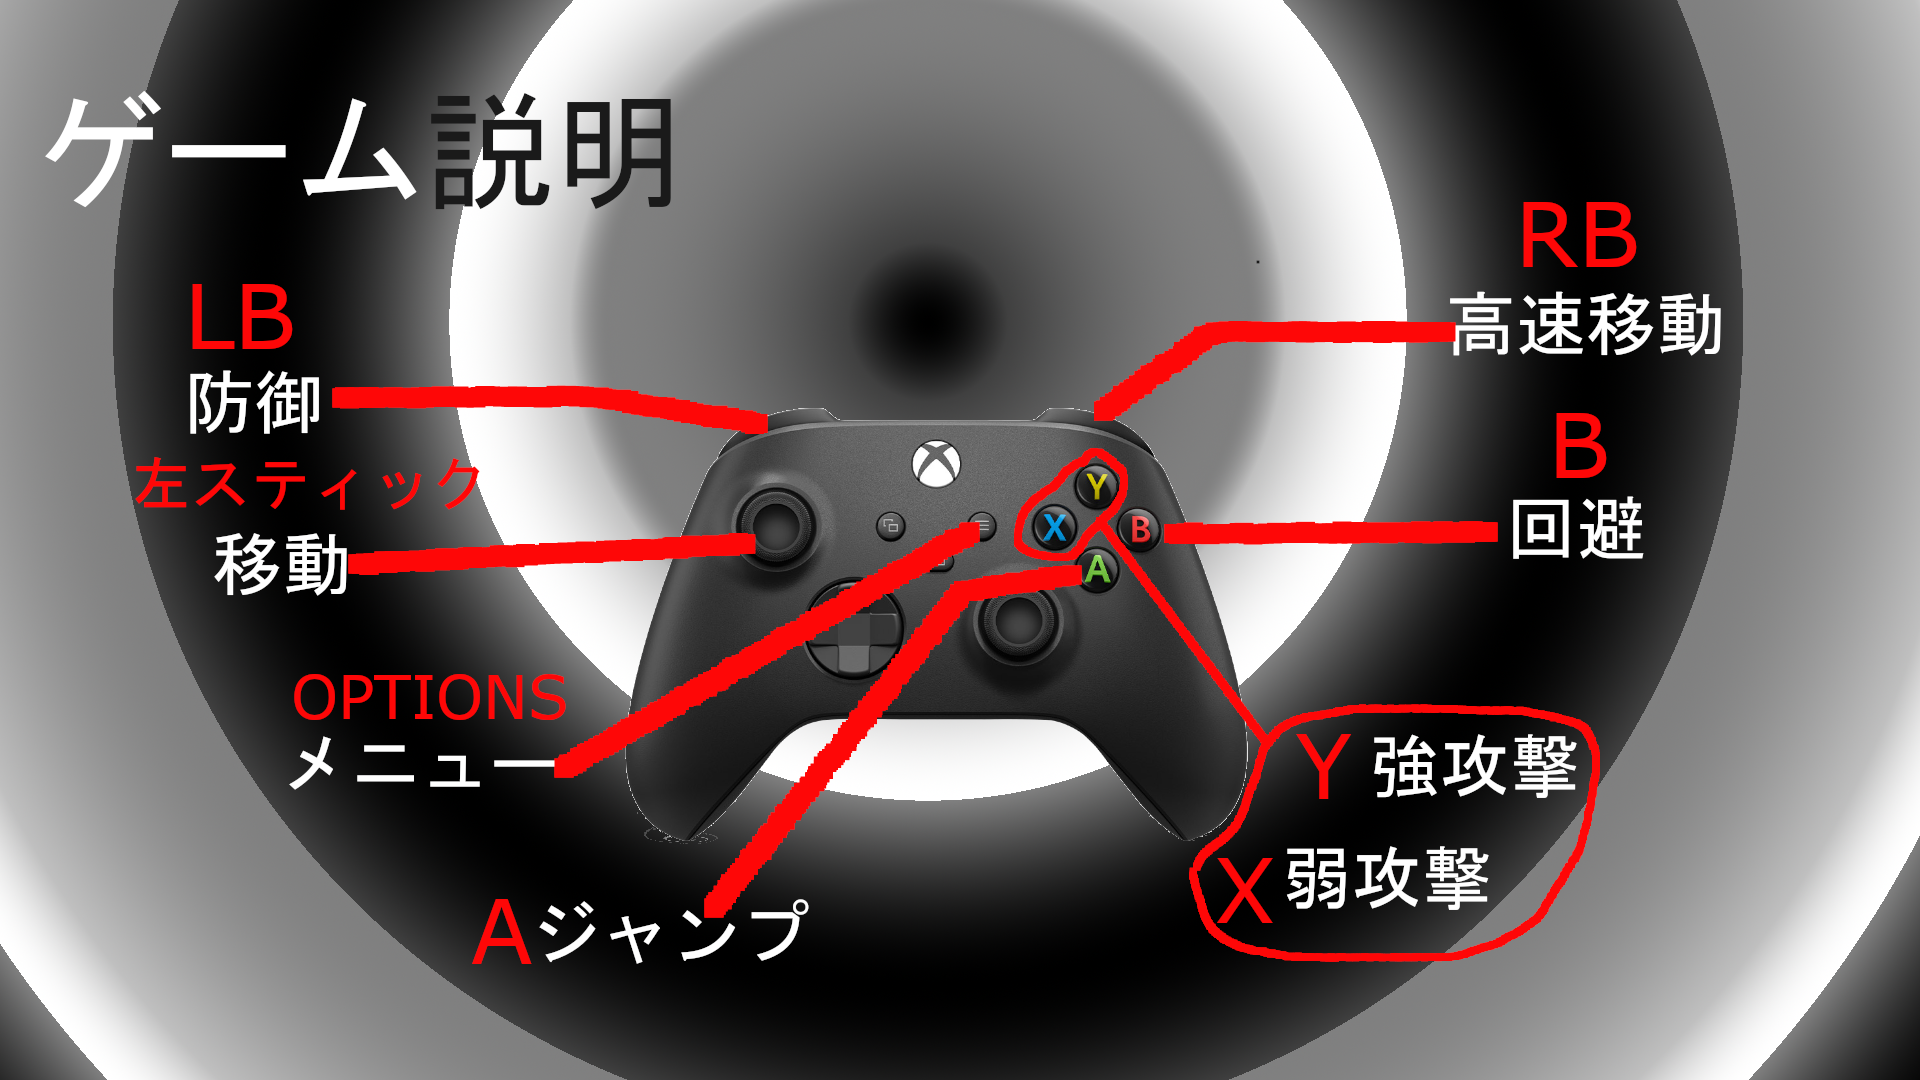 ゲーム説明
LB
防御
左スティック
移動
OPTIONS
メニュー
Aジャンプ
RB
高速移動
B
回避
Y
X
B
A
Y 強攻撃
X 弱攻撃